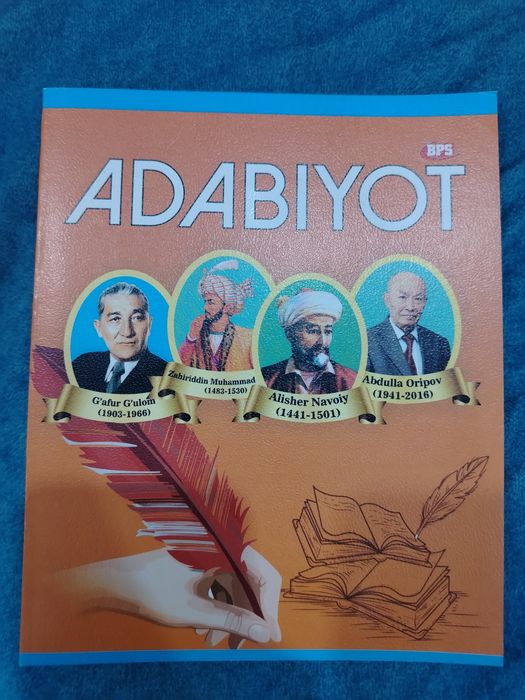 BPS
ADABIYOT
G'afur G'ulom
(1903-1966)
Zahiriddin Muhammad
(1483-1530)
Alisher Navoiy
(1441-1501)
Abdulla Oripov
(1941-2016)